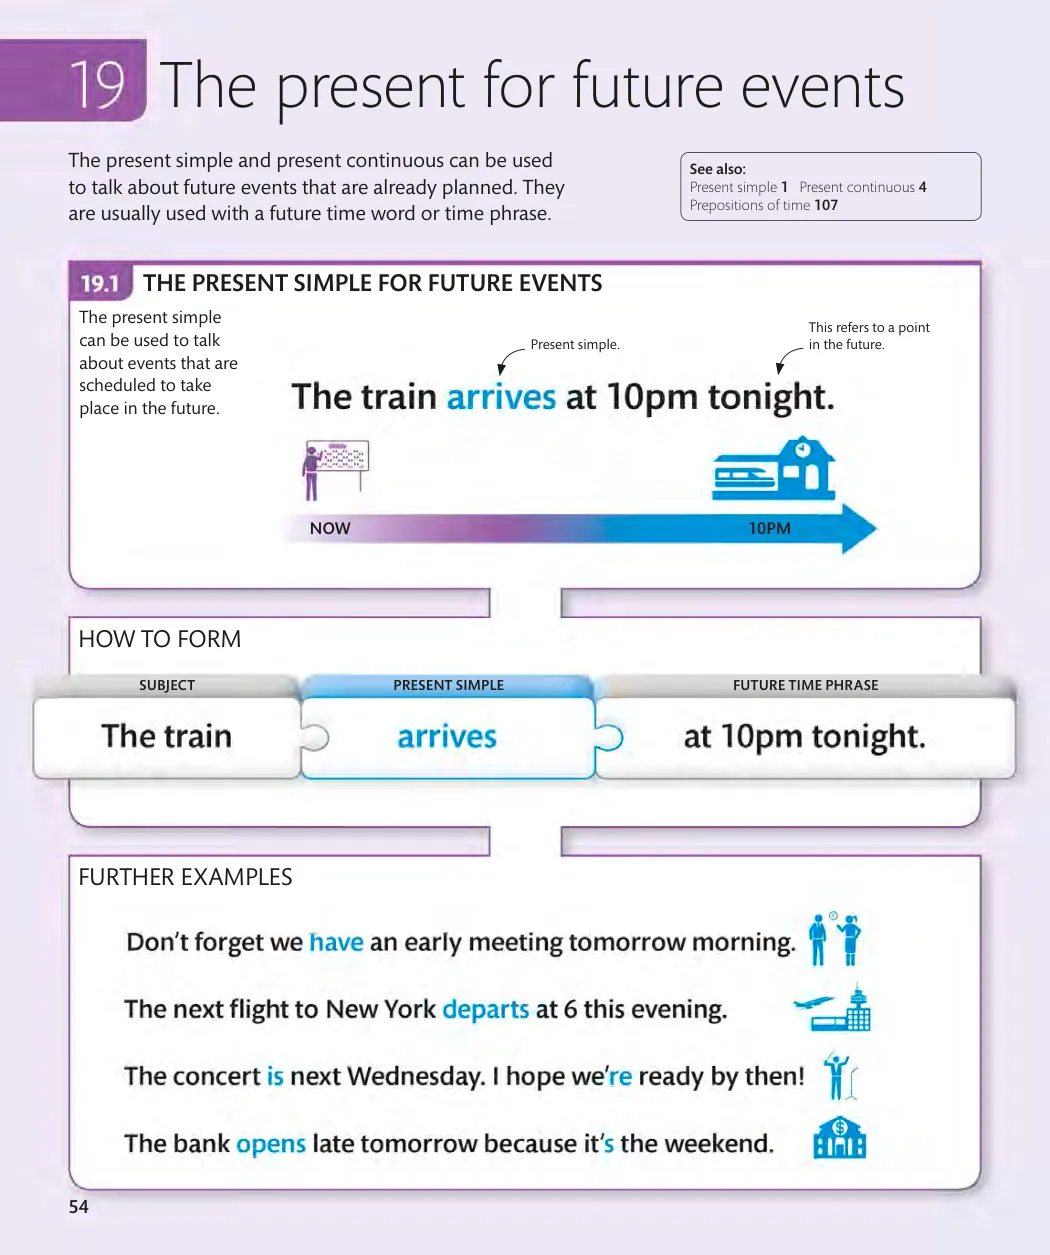 19 The present for future events
The present simple and present continuous can be used
to talk about future events that are already planned. They
are usually used with a future time word or time phrase.
See also:
Present simple 1 Present continuous 4
Prepositions of time 107
19.1 THE PRESENT SIMPLE FOR FUTURE EVENTS
The present simple
can be used to talk
about events that are
scheduled to take
place in the future.
Present simple.
This refers to a point
in the future.
The train arrives at 10pm tonight.
NOW
10PM
HOW TO FORM
SUBJECT
PRESENT SIMPLE
FUTURE TIME PHRASE
The train
arrives
at 10pm tonight.
FURTHER EXAMPLES
Don't forget we have an early meeting tomorrow morning.
The next flight to New York departs at 6 this evening.
The concert is next Wednesday. I hope we're ready by then!
The bank opens late tomorrow because it's the weekend.
54